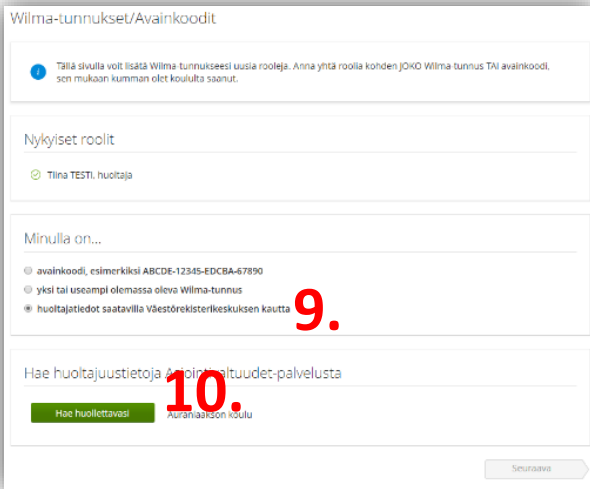 Wilma-tunnukset/Avainkoodit
Tällä sivulla voit lisätä Wilma-tunnukseesi uusia rooleja. Anna yhtä roolia kohden JOKO Wilma-tunnus TAI avainkoodi,
sen mukaan kumman olet koululta saanut.
Nykyiset roolit
Tiina TESTI, huoltaja
Minulla on...
avainkoodi, esimerkiksi ABCDE-12345-EDCBA-67890
yksi tai useampi olemassa oleva Wilma-tunnus
huoltajatiedot saatavilla Väestörekisterikeskuksen kautta
9.
Hae huoltajuustietoja Asiointivaltuudet-palvelusta
10.
Hae huollettavasi
Auranlaakson koulu
Seuraava